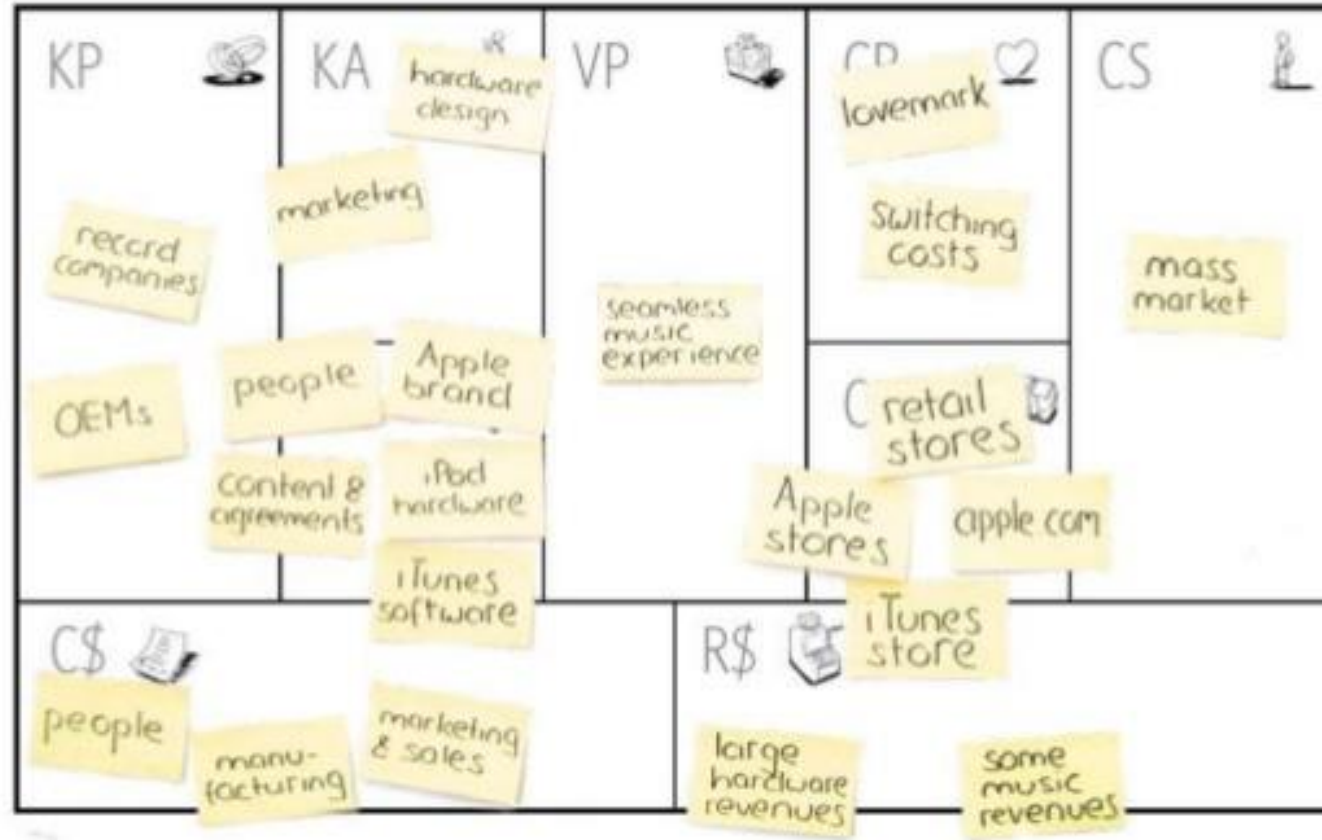 KP
record
companies
OEMs
KA
hardware
design
marketing
people
Apple
brand
content &
agreements
iPod
hardware
iTunes
software
VP
seamless
music
experience
CR
lovemark
switching
costs
C
retail
stores
Apple
stores
apple com
iTunes
store
CS
mass
market
C$
people
manu-
facturing
marketing
& sales
R$
large
hardware
revenues
some
music
revenues